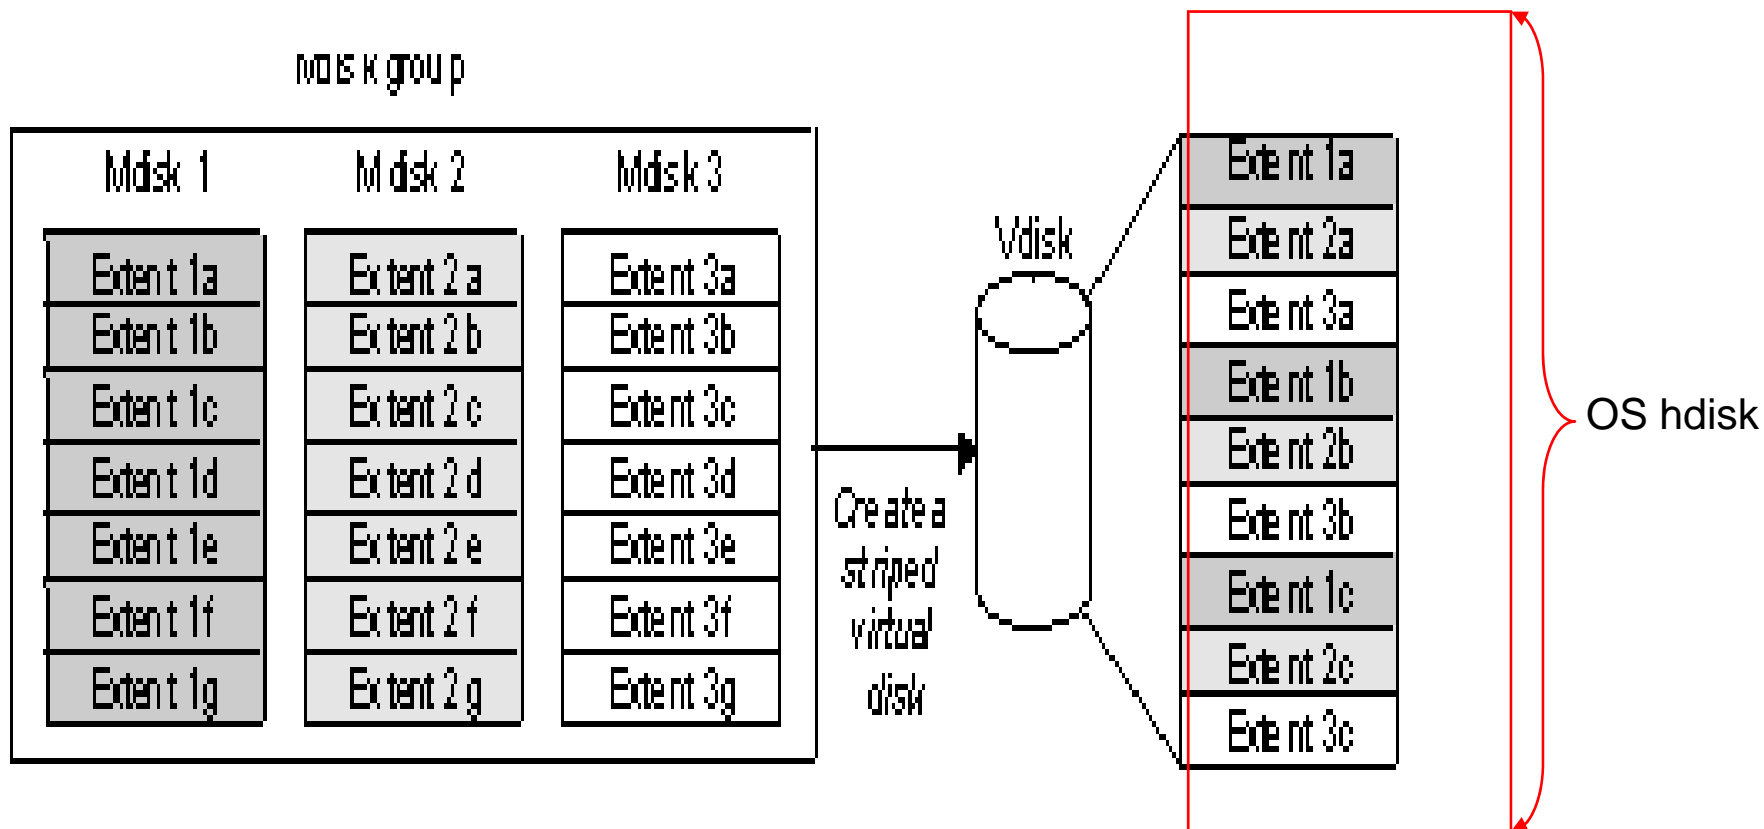 Mdisk group
Mdisk 1
Mdisk 2
Mdisk 3
Extent 1a
Extent 2a
Extent 3a
Extent 1b
Extent 2b
Extent 3b
Extent 1c
Extent 2c
Extent 3c
Extent 1d
Extent 2d
Extent 3d
Extent 1e
Extent 2e
Extent 3e
Extent 1f
Extent 2f
Extent 3f
Extent 1g
Extent 2g
Extent 3g
Create a
striped
virtual
disk
Vdisk
Extent 1a
Extent 2a
Extent 3a
Extent 1b
Extent 2b
Extent 3b
Extent 1c
Extent 2c
Extent 3c
OS hdisk